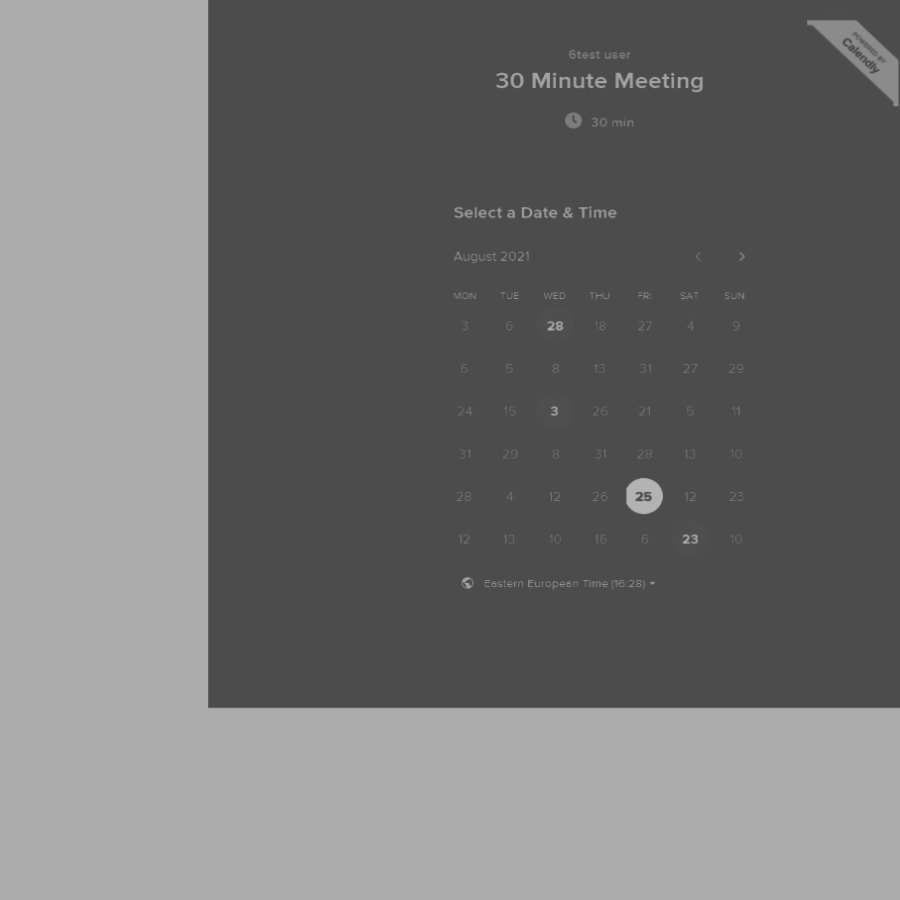 POWERED BY
Calendly
6test user
30 Minute Meeting
30 min
Select a Date & Time
August 2021
MON TUE WED THU FRI SAT SUN
3 6 28 18 27 4 9
6 5 8 13 31 27 29
24 15 3 26 21 5 11
31 29 8 31 28 13 10
28 4 12 26 25 12 23
12 13 10 16 6 23 10
Eastern European Time (16:28)